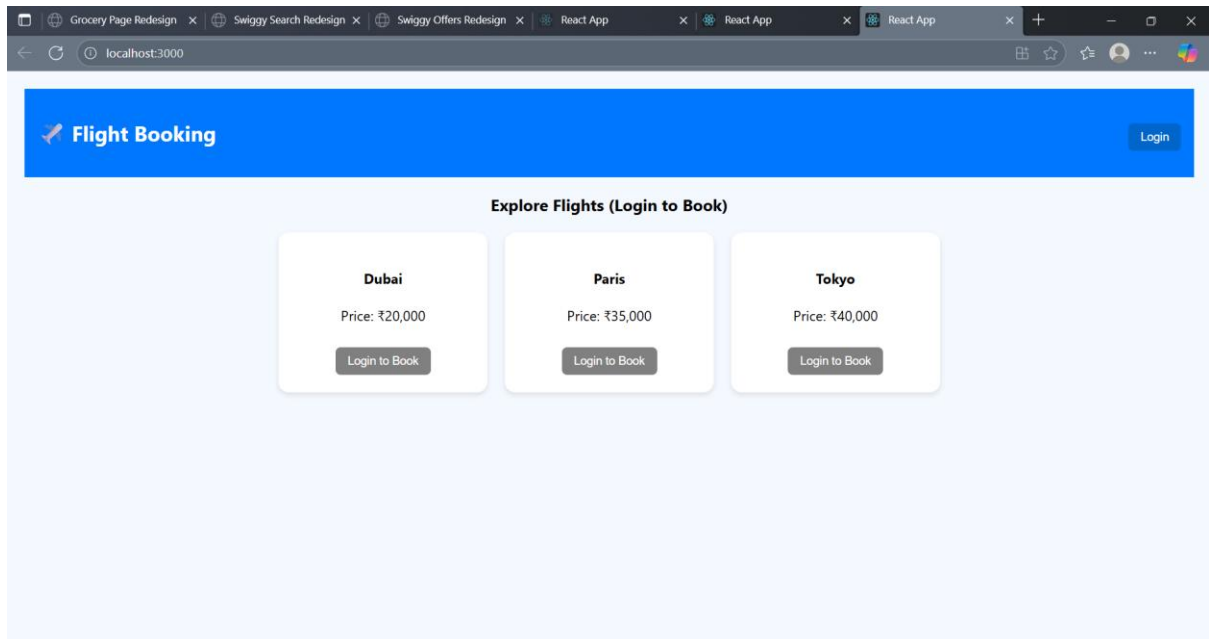 Grocery Page Redesign Swiggy Search Redesign Swiggy Offers Redesign React App React App React App
localhost:3000
Flight Booking
Login
Explore Flights (Login to Book)
Dubai Paris Tokyo
Price: ₹20,000 Price: ₹35,000 Price: ₹40,000
Login to Book Login to Book Login to Book